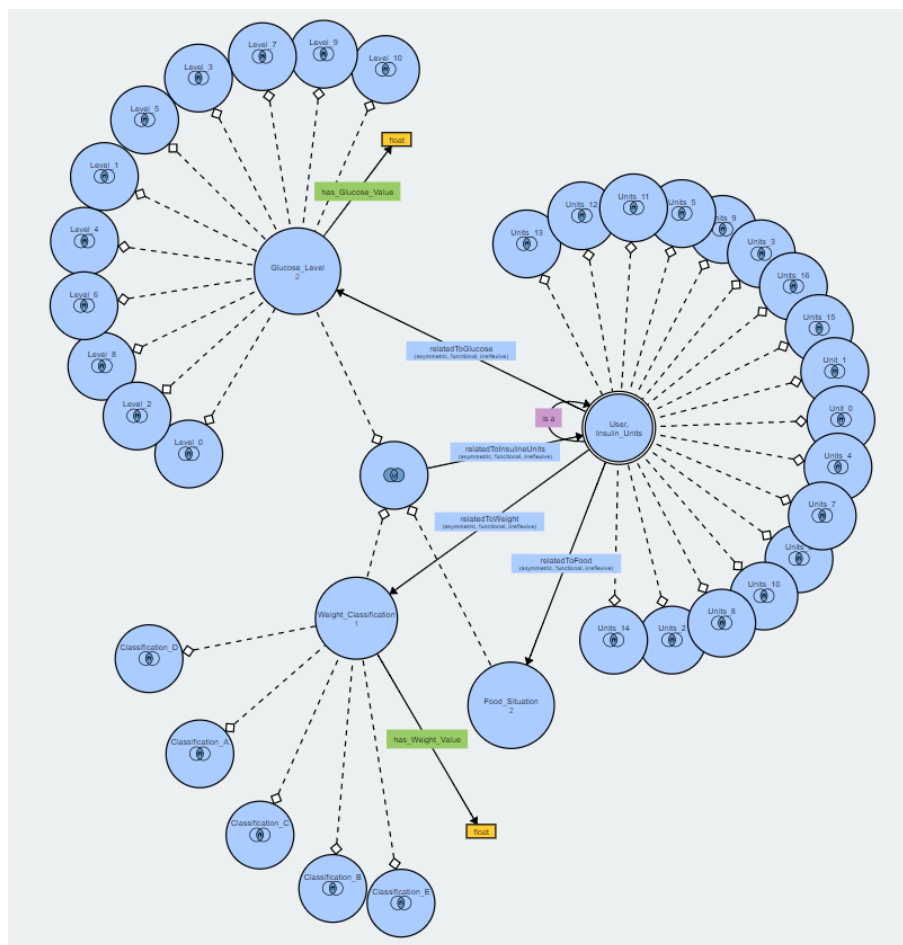 Level_7
Level_9
Level_10
Level_3
Level_5
float
Level_1
has_Glucose_Value
Level_4
Glucose_Level
2
Level_6
Level_8
Level_2
Level_0
Units_11
Units_12
Units_5
Units_9
Units_13
Units_3
Units_16
Units_15
Unit_1
Unit_0
Units_4
Units_7
Units_
Units_10
Units_8
Units_2
Units_14
relatedToGlucose
(asymmetric, functional, irreflexive)
is a
User,
Insulin_Units
relatedToInsulineUnits
(asymmetric, functional, irreflexive)
relatedToWeight
(asymmetric, functional, irreflexive)
relatedToFood
(asymmetric, functional, irreflexive)
Weight_Classification
1
Classification_D
Food_Situation
2
Classification_A
has_Weight_Value
Classification_C
float
Classification_B
Classification_E